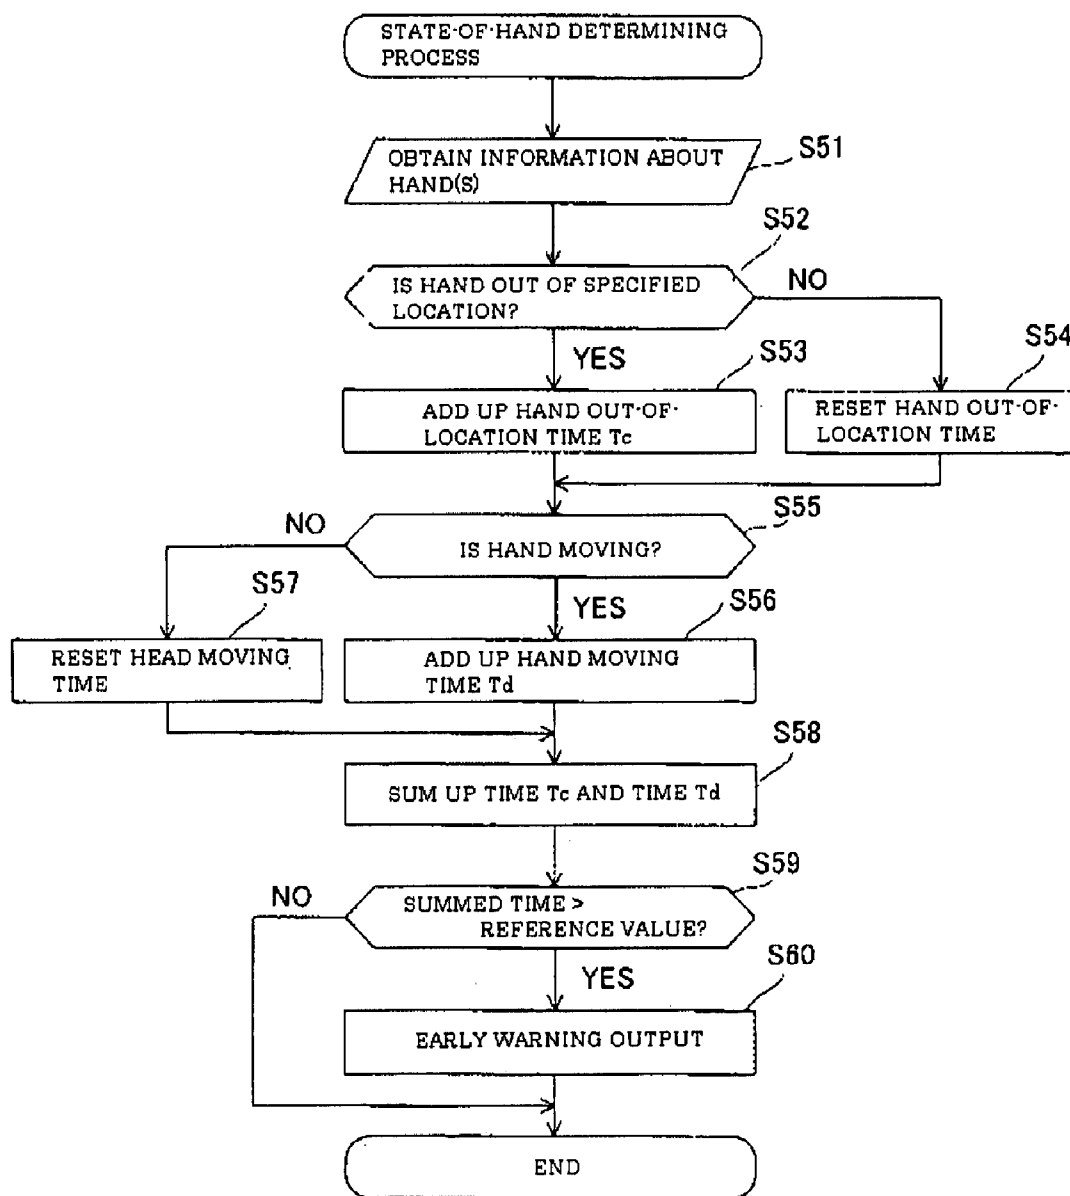 STATE-OF-HAND DETERMINING
PROCESS
OBTAIN INFORMATION ABOUT
HAND(S)
S51
IS HAND OUT OF SPECIFIED
LOCATION?
S52
NO
YES
ADD UP HAND OUT-OF-
LOCATION TIME Tc
S53
RESET HAND OUT-OF-
LOCATION TIME
S54
IS HAND MOVING?
S55
NO
YES
RESET HEAD MOVING
TIME
S57
ADD UP HAND MOVING
TIME Td
S56
SUM UP TIME Tc AND TIME Td
S58
SUMMED TIME >
REFERENCE VALUE?
S59
NO
YES
EARLY WARNING OUTPUT
S60
END